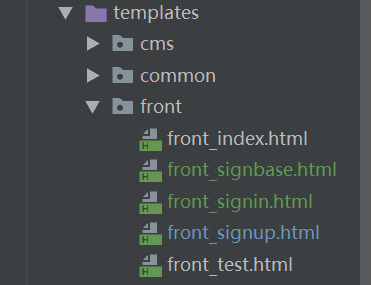 templates
cms
common
front
front_index.html
front_signbase.html
front_signin.html
front_signup.html
front_test.html